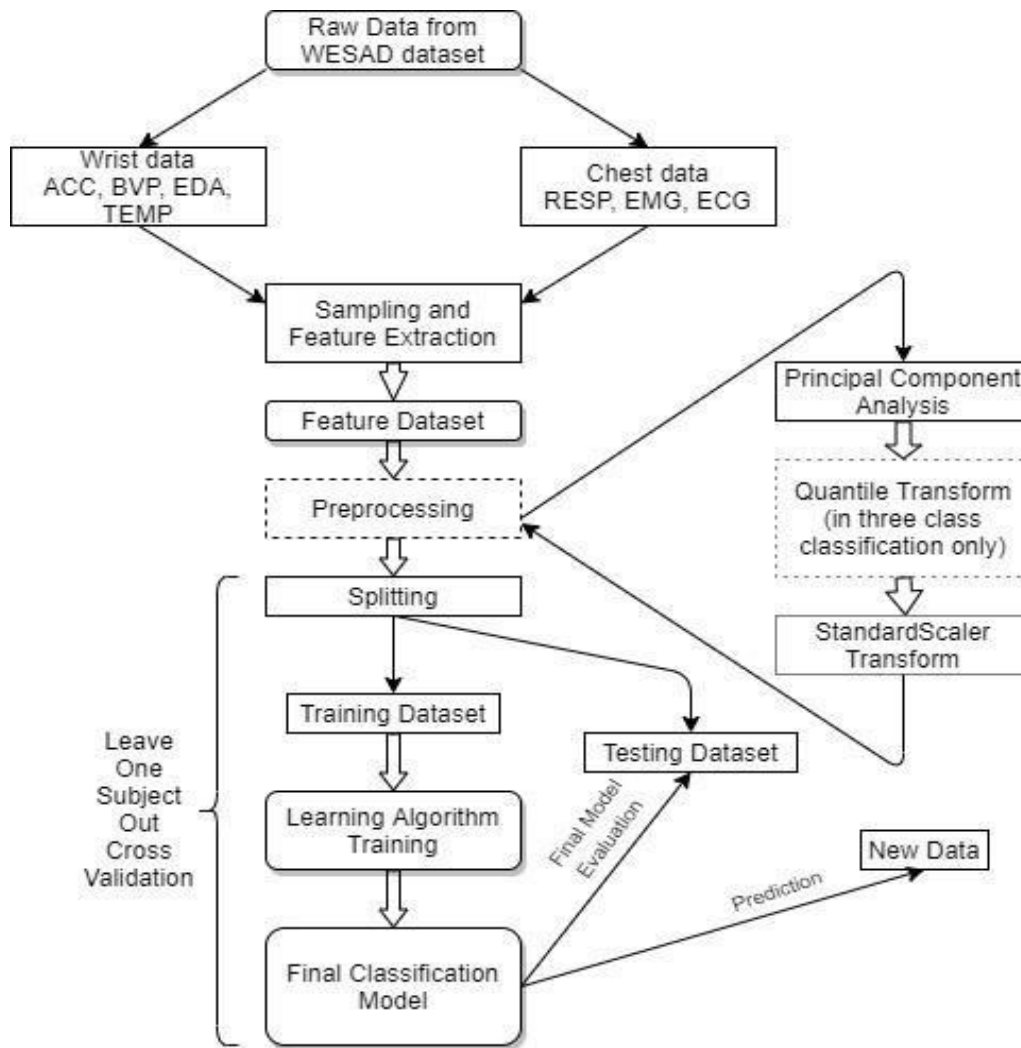 Raw Data from
WESAD dataset
Wrist data
ACC, BVP, EDA,
TEMP
Chest data
RESP, EMG, ECG
Sampling and
Feature Extraction
Feature Dataset
Preprocessing
Principal Component
Analysis
Quantile Transform
(in three class
classification only)
StandardScaler
Transform
Splitting
Training Dataset
Testing Dataset
Leave
One
Subject
Out
Cross
Validation
Learning Algorithm
Training
Final Model
Evaluation
New Data
Prediction
Final Classification
Model